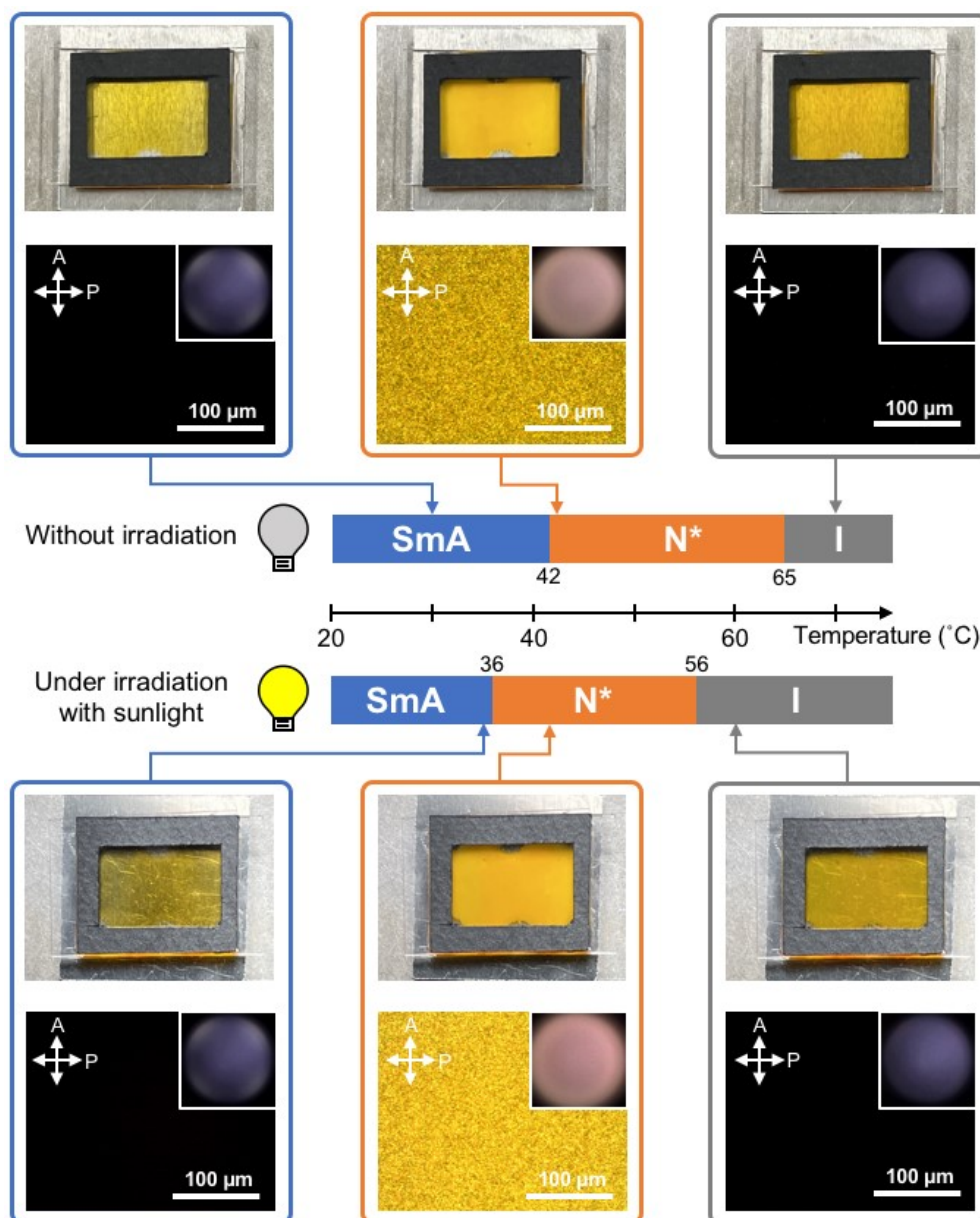 A
P
100 µm
A
P
100 µm
A
P
100 µm
Without irradiation
SmA
N*
I
42
65
20
40
60
Temperature (˚C)
36
56
Under irradiation
with sunlight
SmA
N*
I
A
P
100 µm
A
P
100 µm
A
P
100 µm